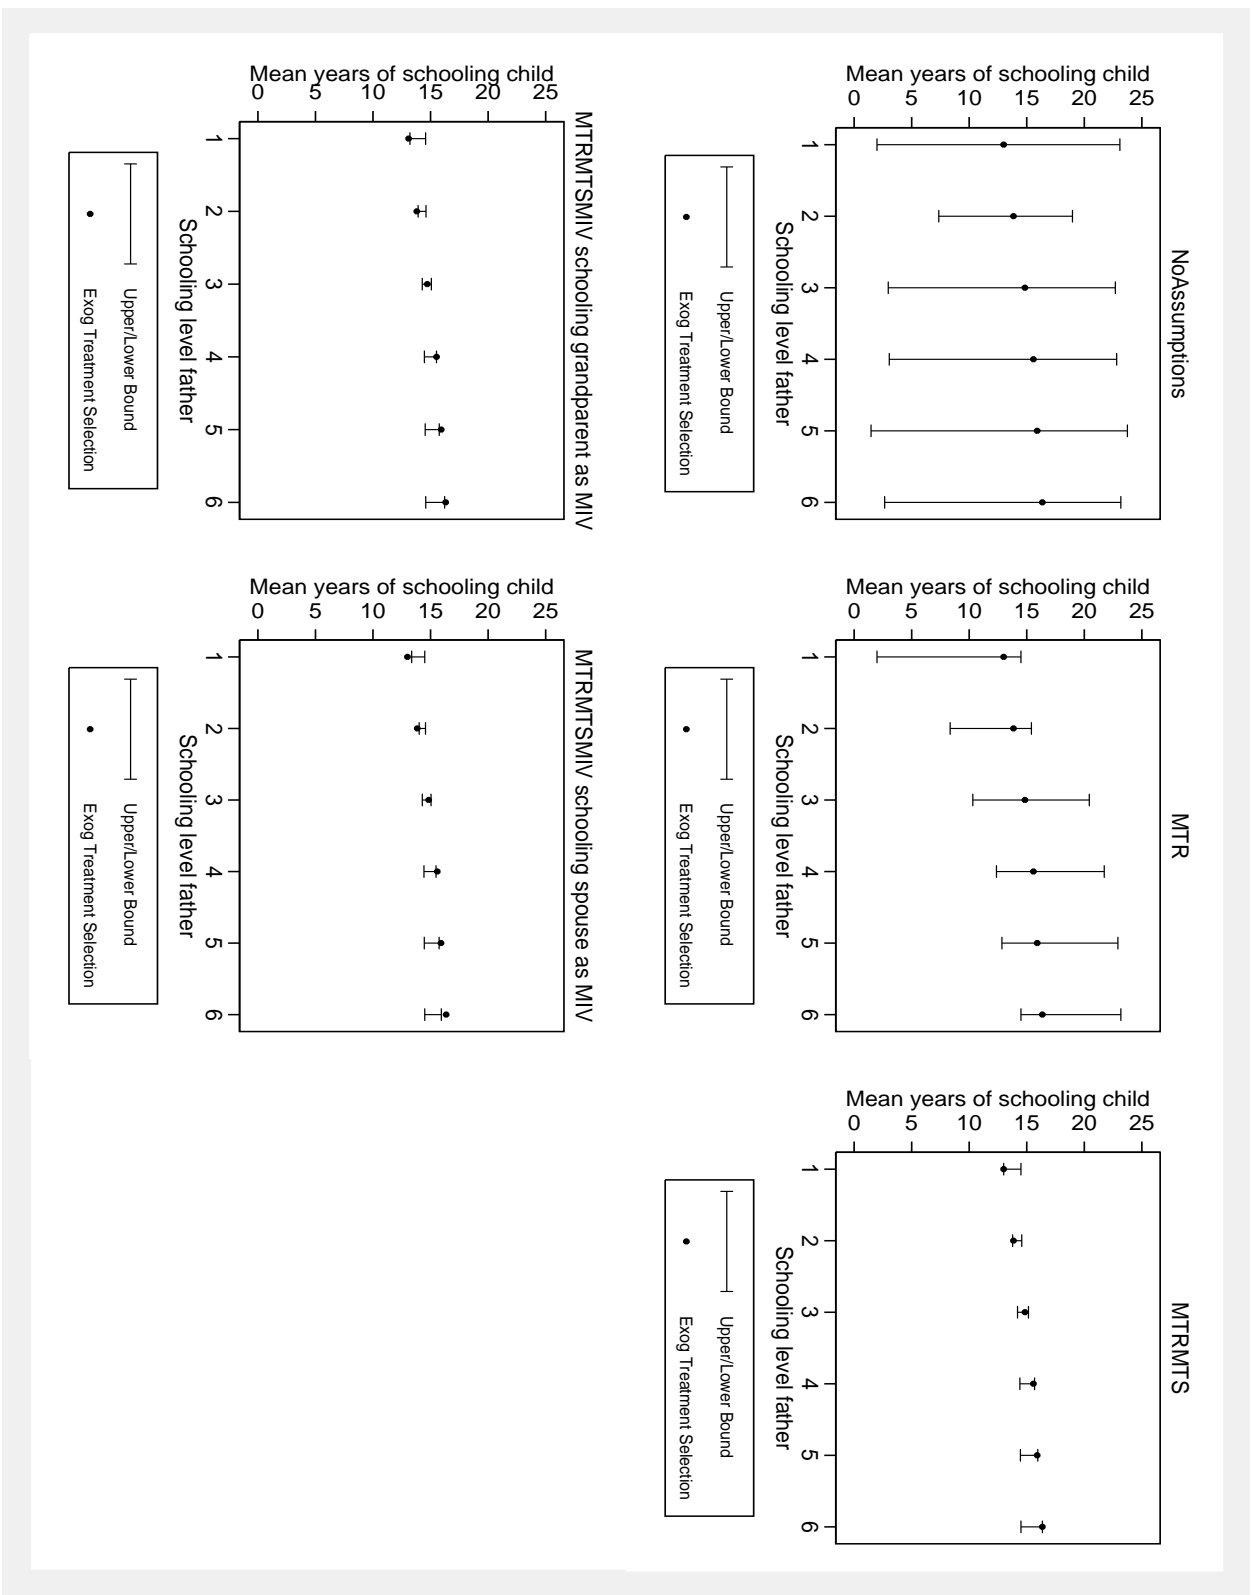 NoAssumptions
Mean years of schooling child
0 5 10 15 20 25
1 2 3 4 5 6
Schooling level father
Upper/Lower Bound
Exog Treatment Selection
MTR
Mean years of schooling child
0 5 10 15 20 25
1 2 3 4 5 6
Schooling level father
Upper/Lower Bound
Exog Treatment Selection
MTRMTS
Mean years of schooling child
0 5 10 15 20 25
1 2 3 4 5 6
Schooling level father
Upper/Lower Bound
Exog Treatment Selection
MTRMTSMIV schooling grandparent as MIV
Mean years of schooling child
0 5 10 15 20 25
1 2 3 4 5 6
Schooling level father
Upper/Lower Bound
Exog Treatment Selection
MTRMTSMIV schooling spouse as MIV
Mean years of schooling child
0 5 10 15 20 25
1 2 3 4 5 6
Schooling level father
Upper/Lower Bound
Exog Treatment Selection